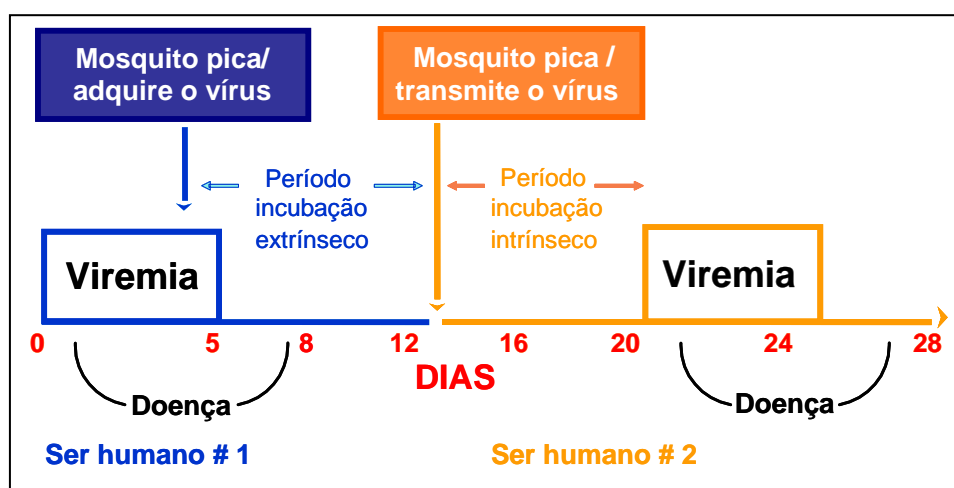 Mosquito pica/
adquire o vírus
Mosquito pica /
transmite o vírus
Período
incubação
extrínseco
Período
incubação
intrínseco
Viremia
Viremia
0 5 8 12 16 20 24 28
DIAS
Doença
Doença
Ser humano # 1
Ser humano # 2